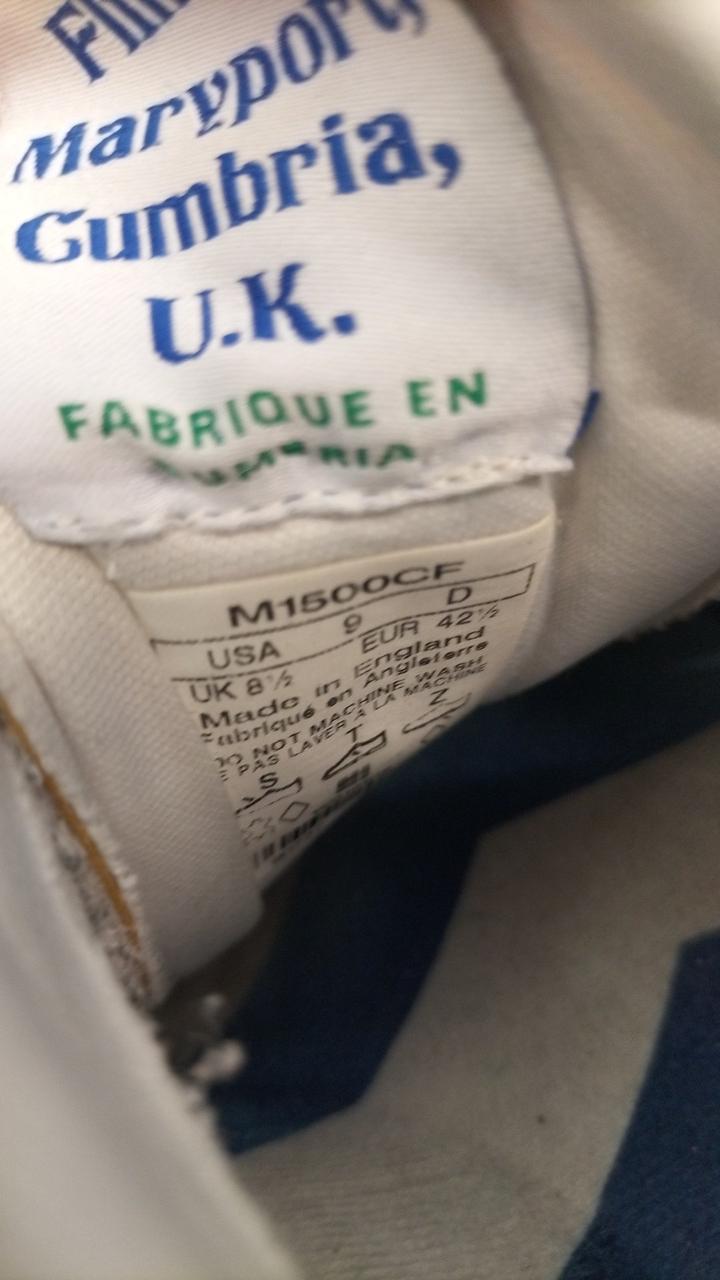 Maryport,
Cumbria,
U.K.
FABRIQUE EN
M1500CF
USA 9 D
UK 8½ EUR 42½
Made in England
Fabriqué en Angleterre
DO NOT MACHINE WASH
PAS LAVER A LA MACHINE
S T Z